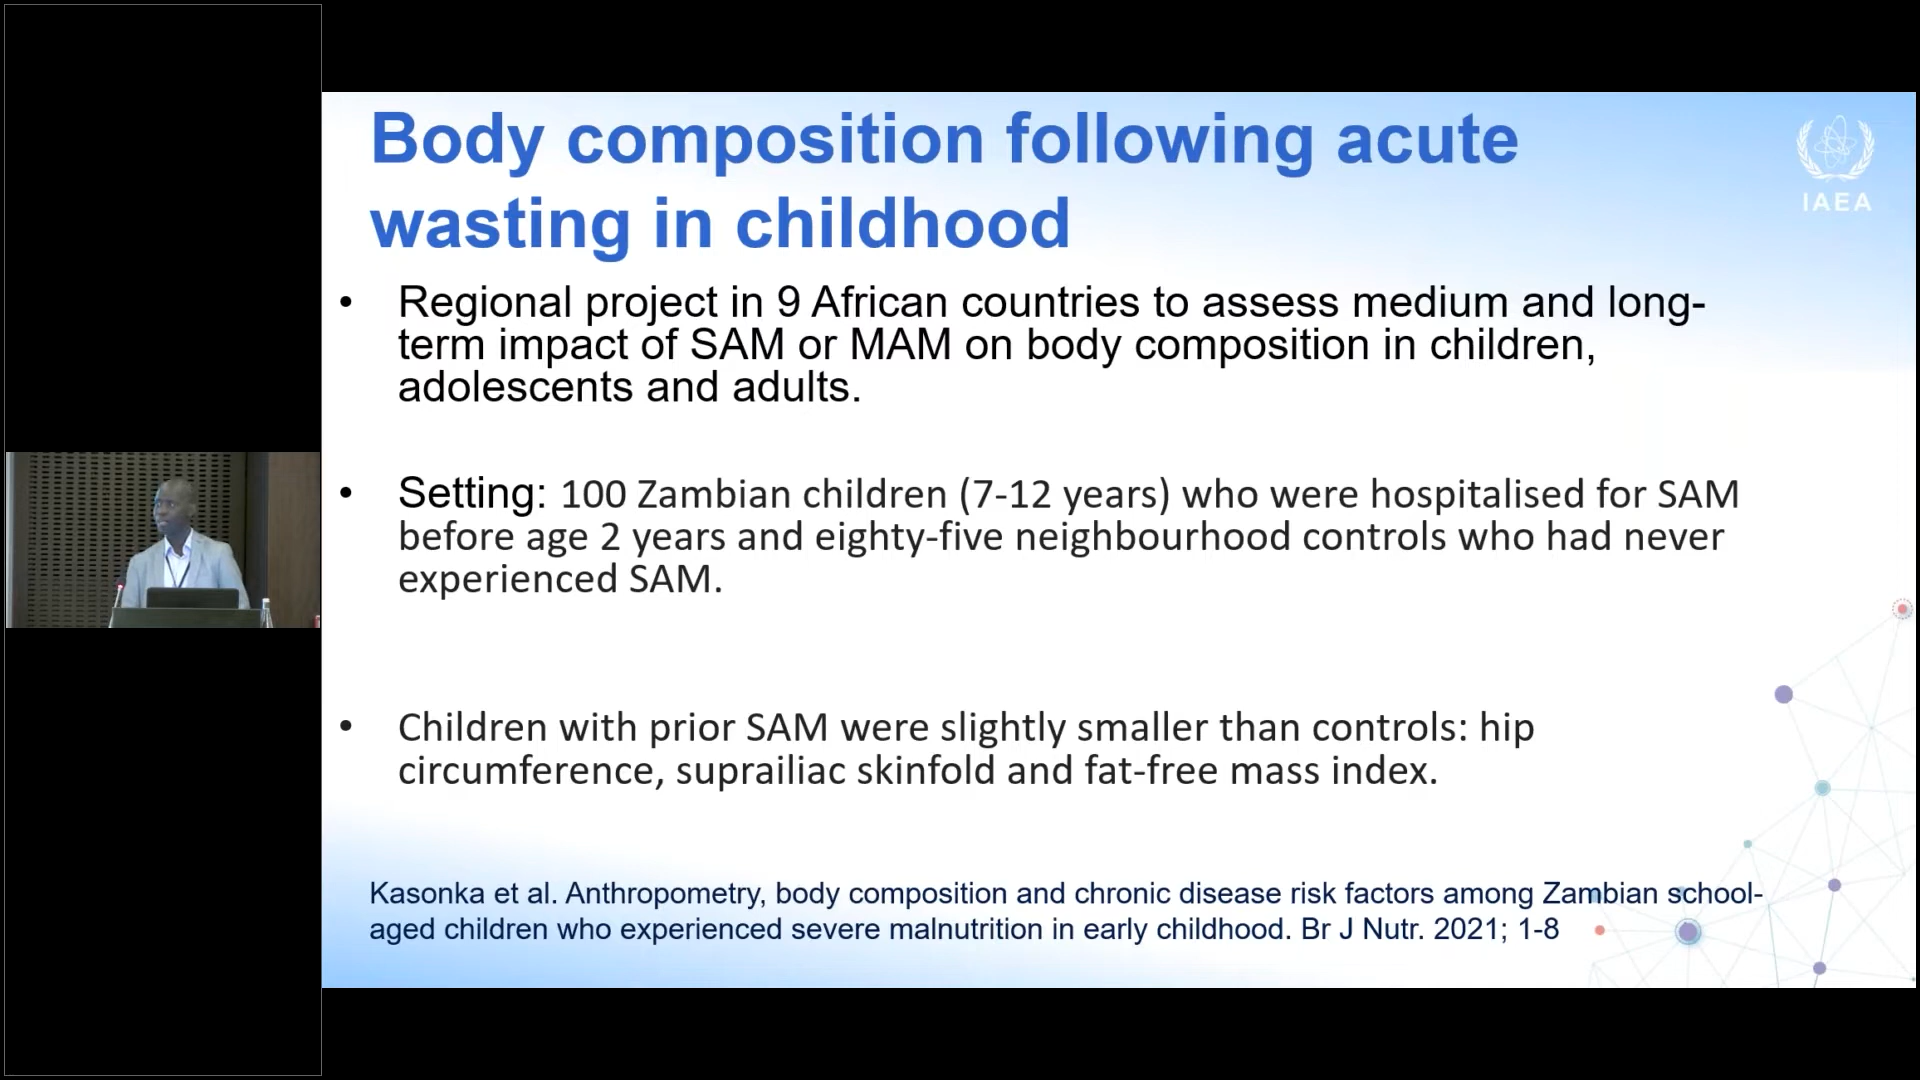 Body composition following acute
wasting in childhood
IAEA
• Regional project in 9 African countries to assess medium and long-
term impact of SAM or MAM on body composition in children,
adolescents and adults.
• Setting: 100 Zambian children (7-12 years) who were hospitalised for SAM
before age 2 years and eighty-five neighbourhood controls who had never
experienced SAM.
• Children with prior SAM were slightly smaller than controls: hip
circumference, suprailiac skinfold and fat-free mass index.
Kasonka et al. Anthropometry, body composition and chronic disease risk factors among Zambian school-
aged children who experienced severe malnutrition in early childhood. Br J Nutr. 2021; 1-8